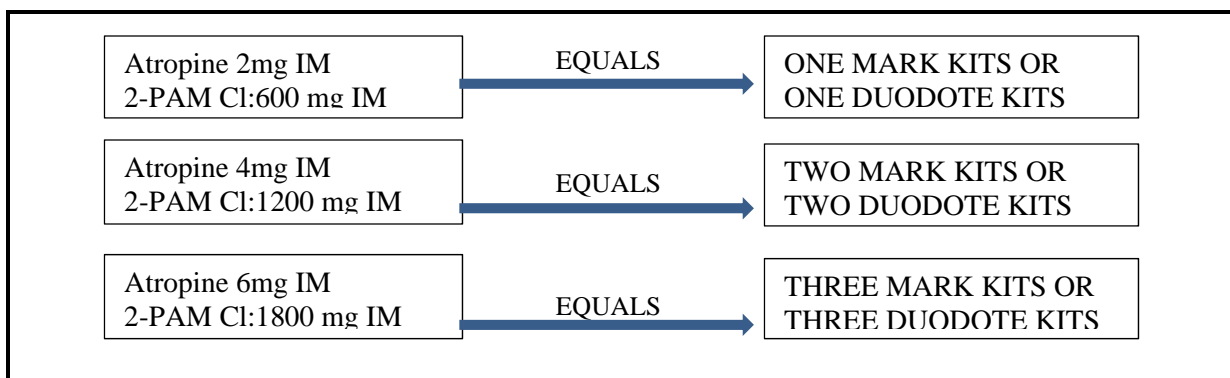 Atropine 2mg IM
2-PAM Cl:600 mg IM
EQUALS
ONE MARK KITS OR
ONE DUODOTE KITS
Atropine 4mg IM
2-PAM Cl:1200 mg IM
EQUALS
TWO MARK KITS OR
TWO DUODOTE KITS
Atropine 6mg IM
2-PAM Cl:1800 mg IM
EQUALS
THREE MARK KITS OR
THREE DUODOTE KITS